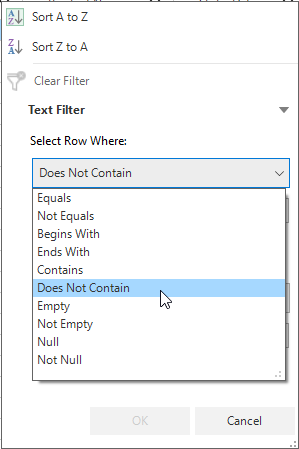 Sort A to Z
Sort Z to A
Clear Filter
Text Filter
Select Row Where:
Does Not Contain
Equals
Not Equals
Begins With
Ends With
Contains
Does Not Contain
Empty
Not Empty
Null
Not Null
OK
Cancel